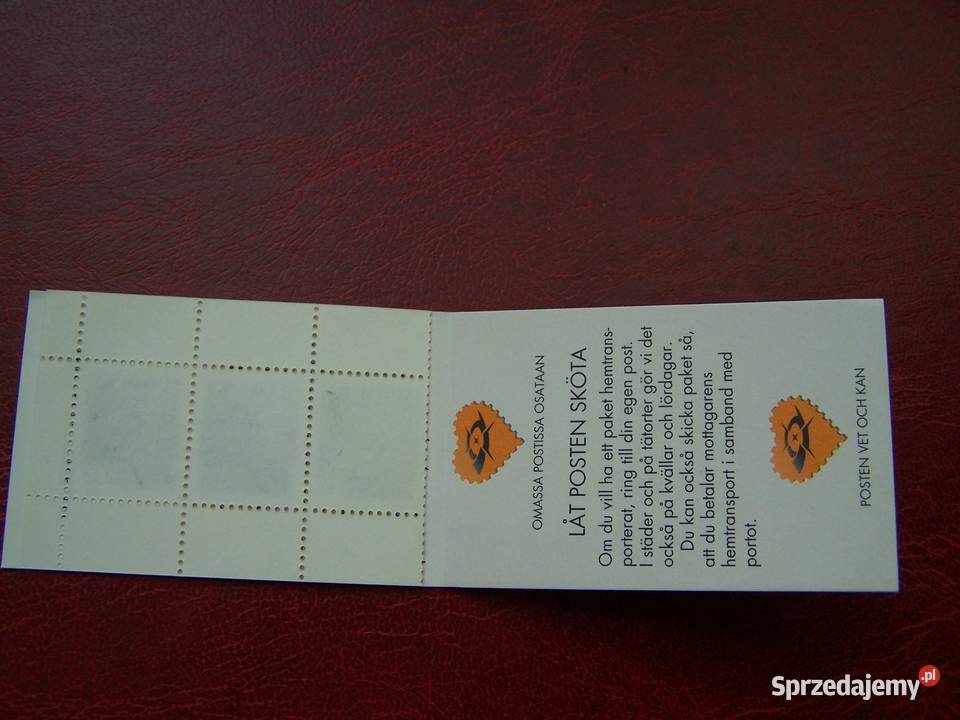 OMASSA POSTISSA OSATAAN
LÅT POSTEN SKÖTA
Om du vill ha ett paket hemtrans-
porterat, ring till din egen post.
I städer och på tätorter gör vi det
också på kvällar och lördagar.
Du kan också skicka paket så,
att du betalar mottagarens
hemtransport i samband med
portot.
POSTEN VET OCH KAN
Sprzedajemy.pl